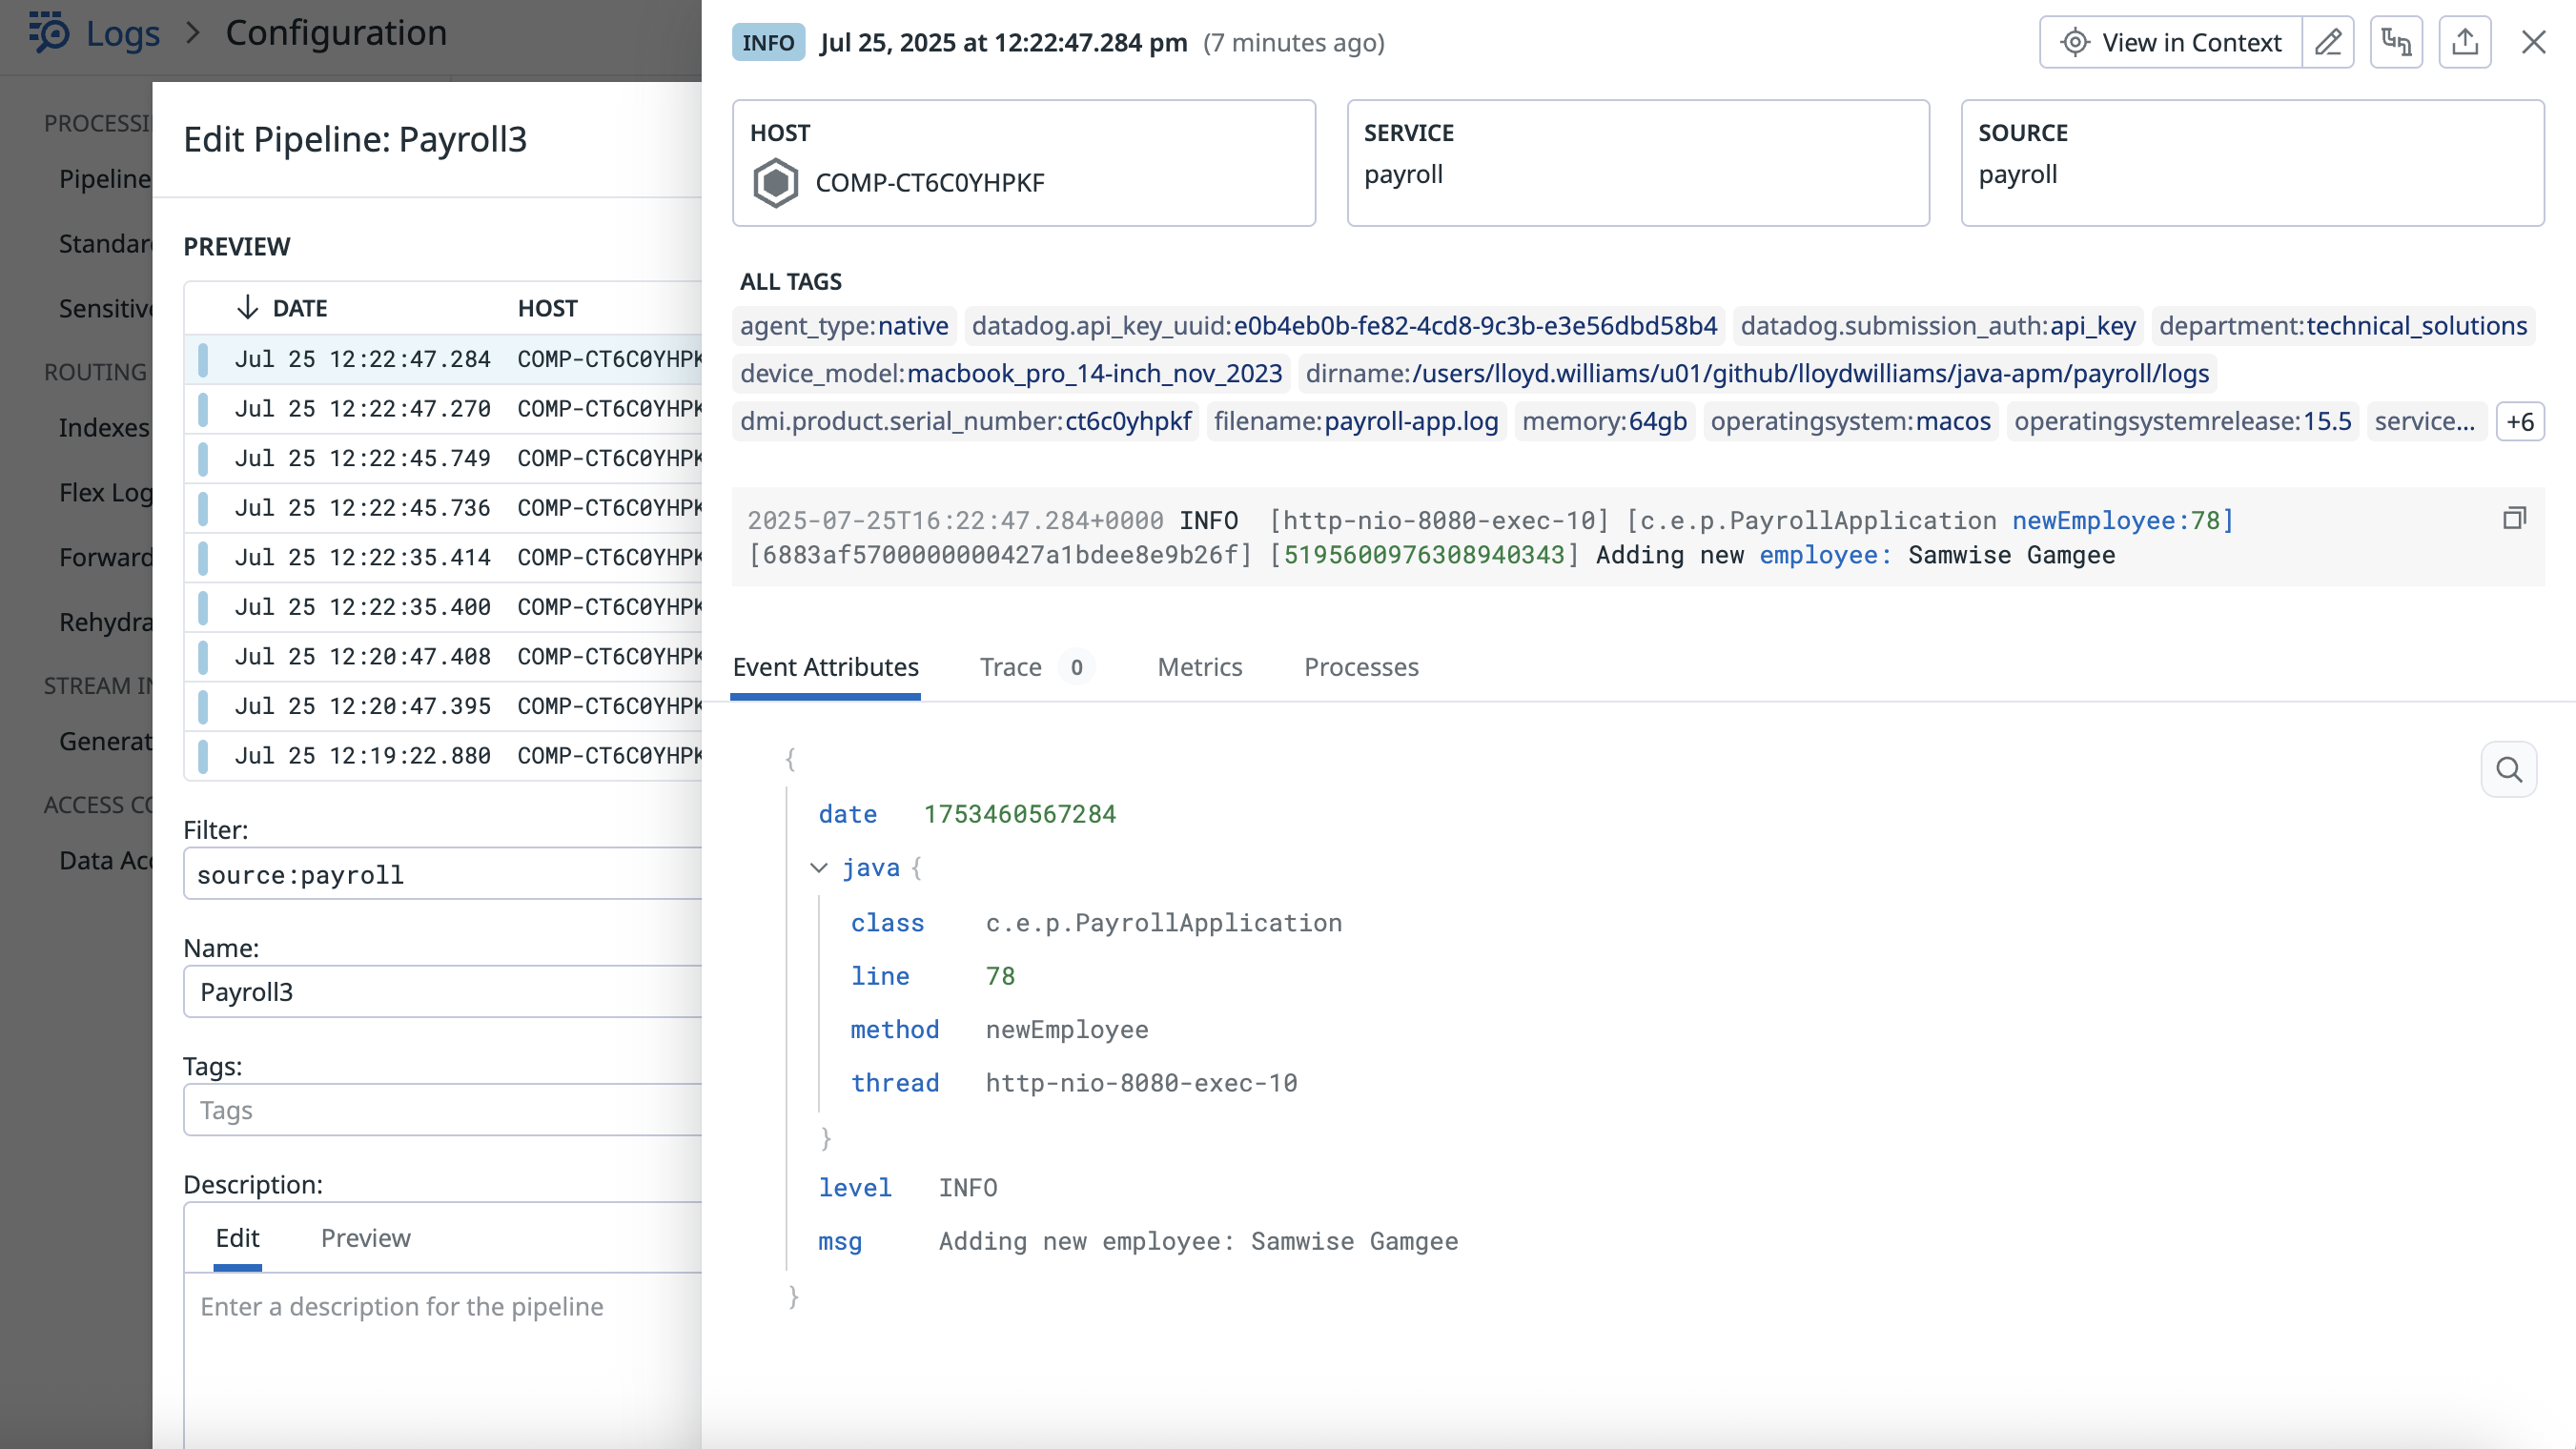 Logs > Configuration
PROCESSI
Pipeline
Standar
Sensitive
ROUTING
Indexes
Flex Log
Forward
Rehydra
STREAM IN
Generat
ACCESS CO
Data Acc
Edit Pipeline: Payroll3
PREVIEW
DATE HOST
Jul 25 12:22:47.284 COMP-CT6C0YHPK
Jul 25 12:22:47.270 COMP-CT6C0YHPK
Jul 25 12:22:45.749 COMP-CT6C0YHPK
Jul 25 12:22:45.736 COMP-CT6C0YHPK
Jul 25 12:22:35.414 COMP-CT6C0YHPK
Jul 25 12:22:35.400 COMP-CT6C0YHPK
Jul 25 12:20:47.408 COMP-CT6C0YHPK
Jul 25 12:20:47.395 COMP-CT6C0YHPK
Jul 25 12:19:22.880 COMP-CT6C0YHPK
Filter:
source:payroll
Name:
Payroll3
Tags:
Tags
Description:
Edit Preview
Enter a description for the pipeline
INFO Jul 25, 2025 at 12:22:47.284 pm (7 minutes ago)
View in Context
HOST
COMP-CT6C0YHPKF
SERVICE
payroll
SOURCE
payroll
ALL TAGS
agent_type:native datadog.api_key_uuid:e0b4eb0b-fe82-4cd8-9c3b-e3e56dbd58b4 datadog.submission_auth:api_key department:technical_solutions
device_model:macbook_pro_14-inch_nov_2023 dirname:/users/lloyd.williams/u01/github/lloydwilliams/java-apm/payroll/logs
dmi.product.serial_number:ct6c0yhpkf filename:payroll-app.log memory:64gb operatingsystem:macos operatingsystemrelease:15.5 service... +6
2025-07-25T16:22:47.284+0000 INFO [http-nio-8080-exec-10] [c.e.p.PayrollApplication newEmployee:78]
[6883af5700000000427a1bdee8e9b26f] [5195600976308940343] Adding new employee: Samwise Gamgee
Event Attributes Trace 0 Metrics Processes
{
date 1753460567284
java {
class c.e.p.PayrollApplication
line 78
method newEmployee
thread http-nio-8080-exec-10
}
level INFO
msg Adding new employee: Samwise Gamgee
}